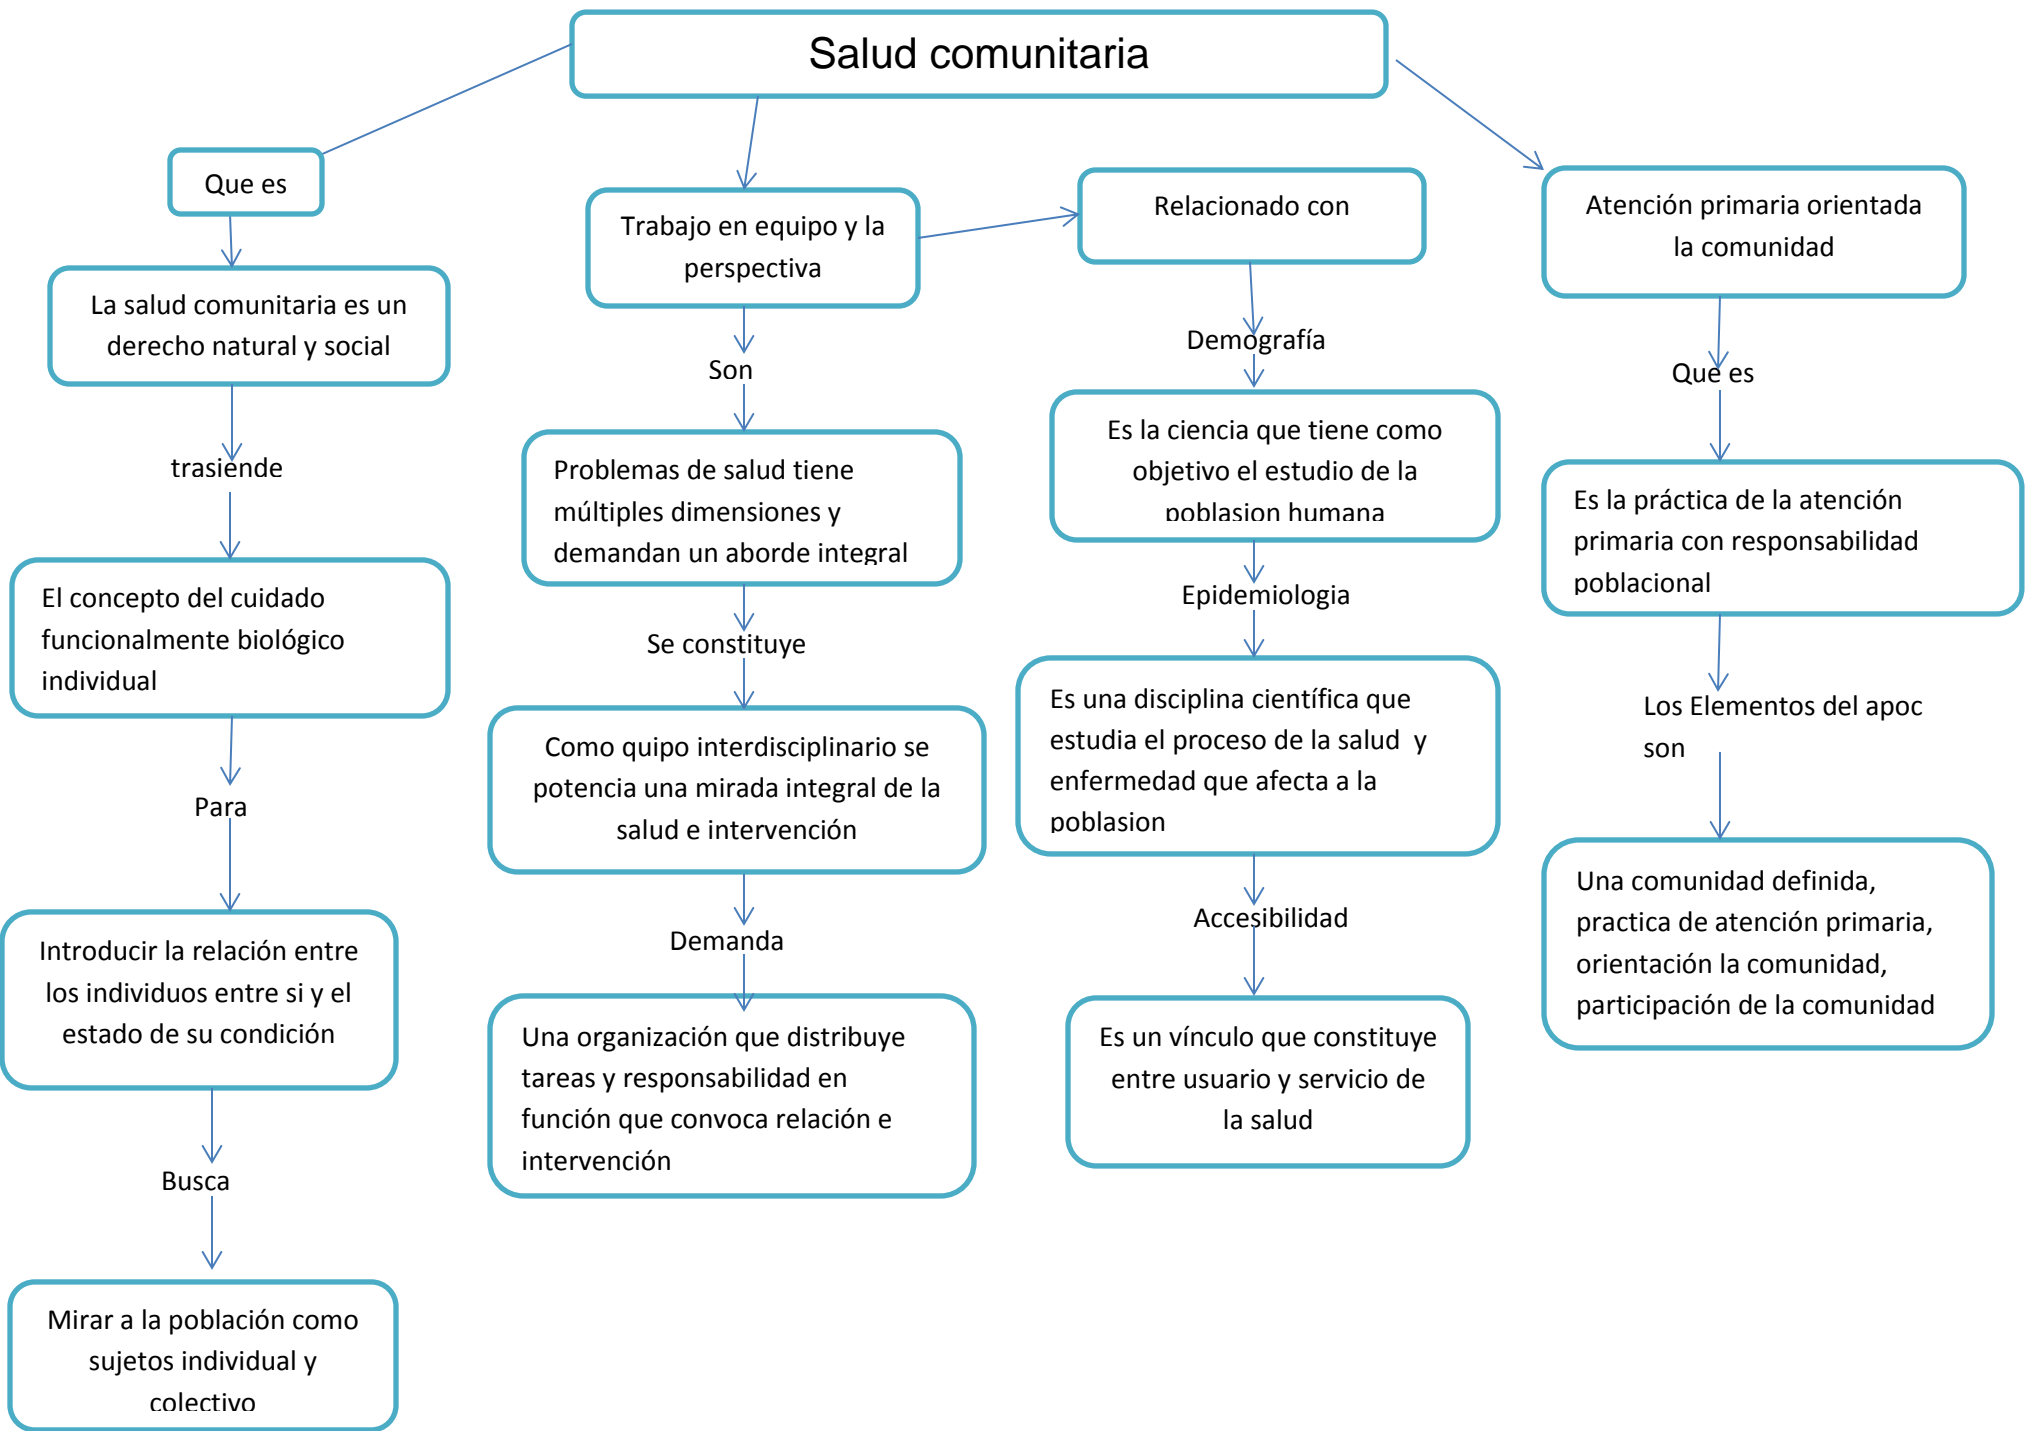 Salud comunitaria
Que es
La salud comunitaria es un
derecho natural y social
trasiende
El concepto del cuidado
funcionalmente biológico
individual
Para
Introducir la relación entre
los individuos entre si y el
estado de su condición
Busca
Mirar a la población como
sujetos individual y
colectivo
Trabajo en equipo y la
perspectiva
Son
Problemas de salud tiene
múltiples dimensiones y
demandan un aborde integral
Se constituye
Como quipo interdisciplinario se
potencia una mirada integral de la
salud e intervención
Demanda
Una organización que distribuye
tareas y responsabilidad en
función que convoca relación e
intervención
Relacionado con
Demografía
Es la ciencia que tiene como
objetivo el estudio de la
poblasion humana
Epidemiologia
Es una disciplina científica que
estudia el proceso de la salud y
enfermedad que afecta a la
poblasion
Accesibilidad
Es un vínculo que constituye
entre usuario y servicio de
la salud
Atención primaria orientada
la comunidad
Que es
Es la práctica de la atención
primaria con responsabilidad
poblacional
Los Elementos del apoc
son
Una comunidad definida,
practica de atención primaria,
orientación la comunidad,
participación de la comunidad